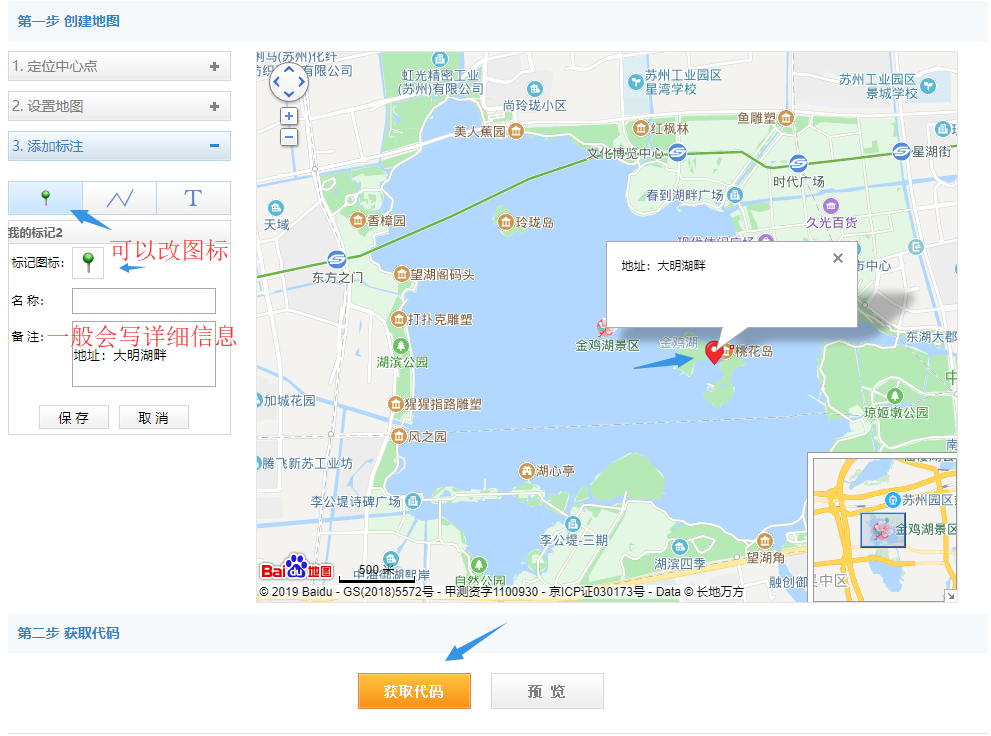 第一步 创建地图
1. 定位中心点
2. 设置地图
3. 添加标注
T
我的标记2
可以改图标
标记图标:
名 称:
备 注:
一般会写详细信息
地址：大明湖畔
保 存
取 消
(苏州)化纤
有限公司
虹光精密工业
(苏州)有限公司
尚玲珑小区
苏州工业园区
星湾学校
苏州工业园区
景城学校
美人蕉园
红枫林
鱼雕塑
文化博览中心
时代广场
星湖街
天域
香樟园
玲珑岛
春到湖畔广场
久光百货
东方之门
望湖阁码头
市中心
地址：大明湖畔
打扑克雕塑
金鸡湖景区
金鸡湖
桃花岛
东湖大郡
湖滨公园
中
加城花园
猩猩指路雕塑
琼姬墩公园
风之园
南
腾飞新苏工业坊
湖心亭
李公堤诗碑广场
李公堤-三期
苏州园区
金鸡湖景区
湖滨四季
望湖角
自然公园
融创御
吴中区
Bai du 地图
500 米
© 2019 Baidu - GS(2018)5572号 - 甲测资字1100930 - 京ICP证030173号 - Data © 长地万方
第二步 获取代码
获取代码
预 览